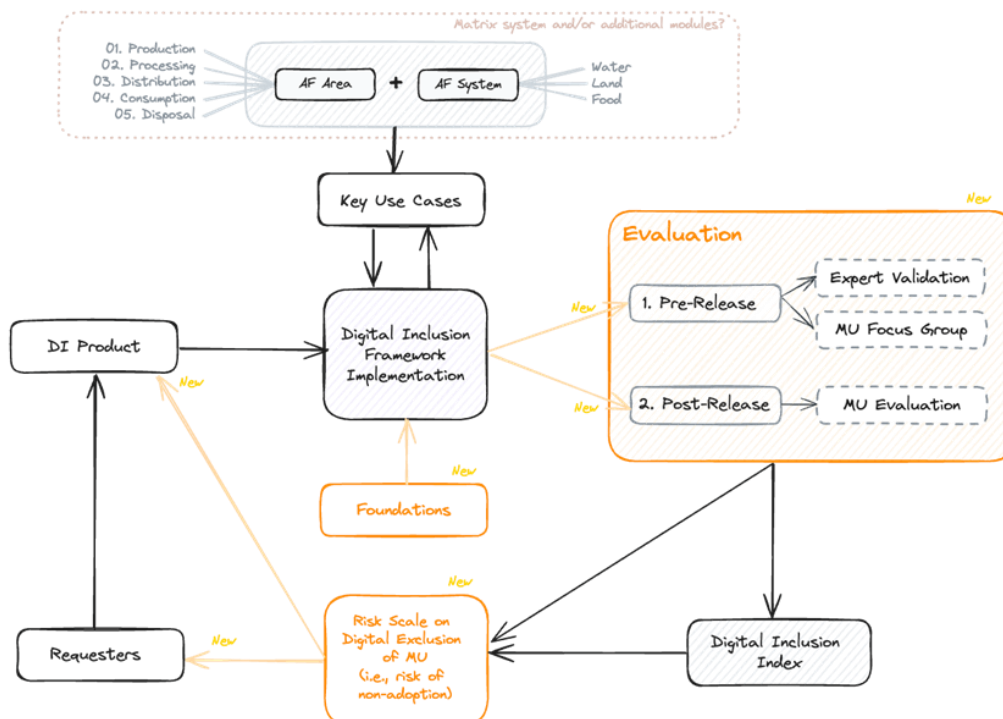 Matrix system and/or additional modules?
01. Production
02. Processing
03. Distribution
04. Consumption
05. Disposal
AF Area
+
AF System
Water
Land
Food
Key Use Cases
New
Evaluation
Expert Validation
New
1. Pre-Release
MU Focus Group
DI Product
Digital Inclusion
Framework
Implementation
New
New
2. Post-Release
MU Evaluation
New
Foundations
New
Risk Scale on
Digital Exclusion
of MU
(i.e., risk of
non-adoption)
New
Requesters
Digital Inclusion
Index